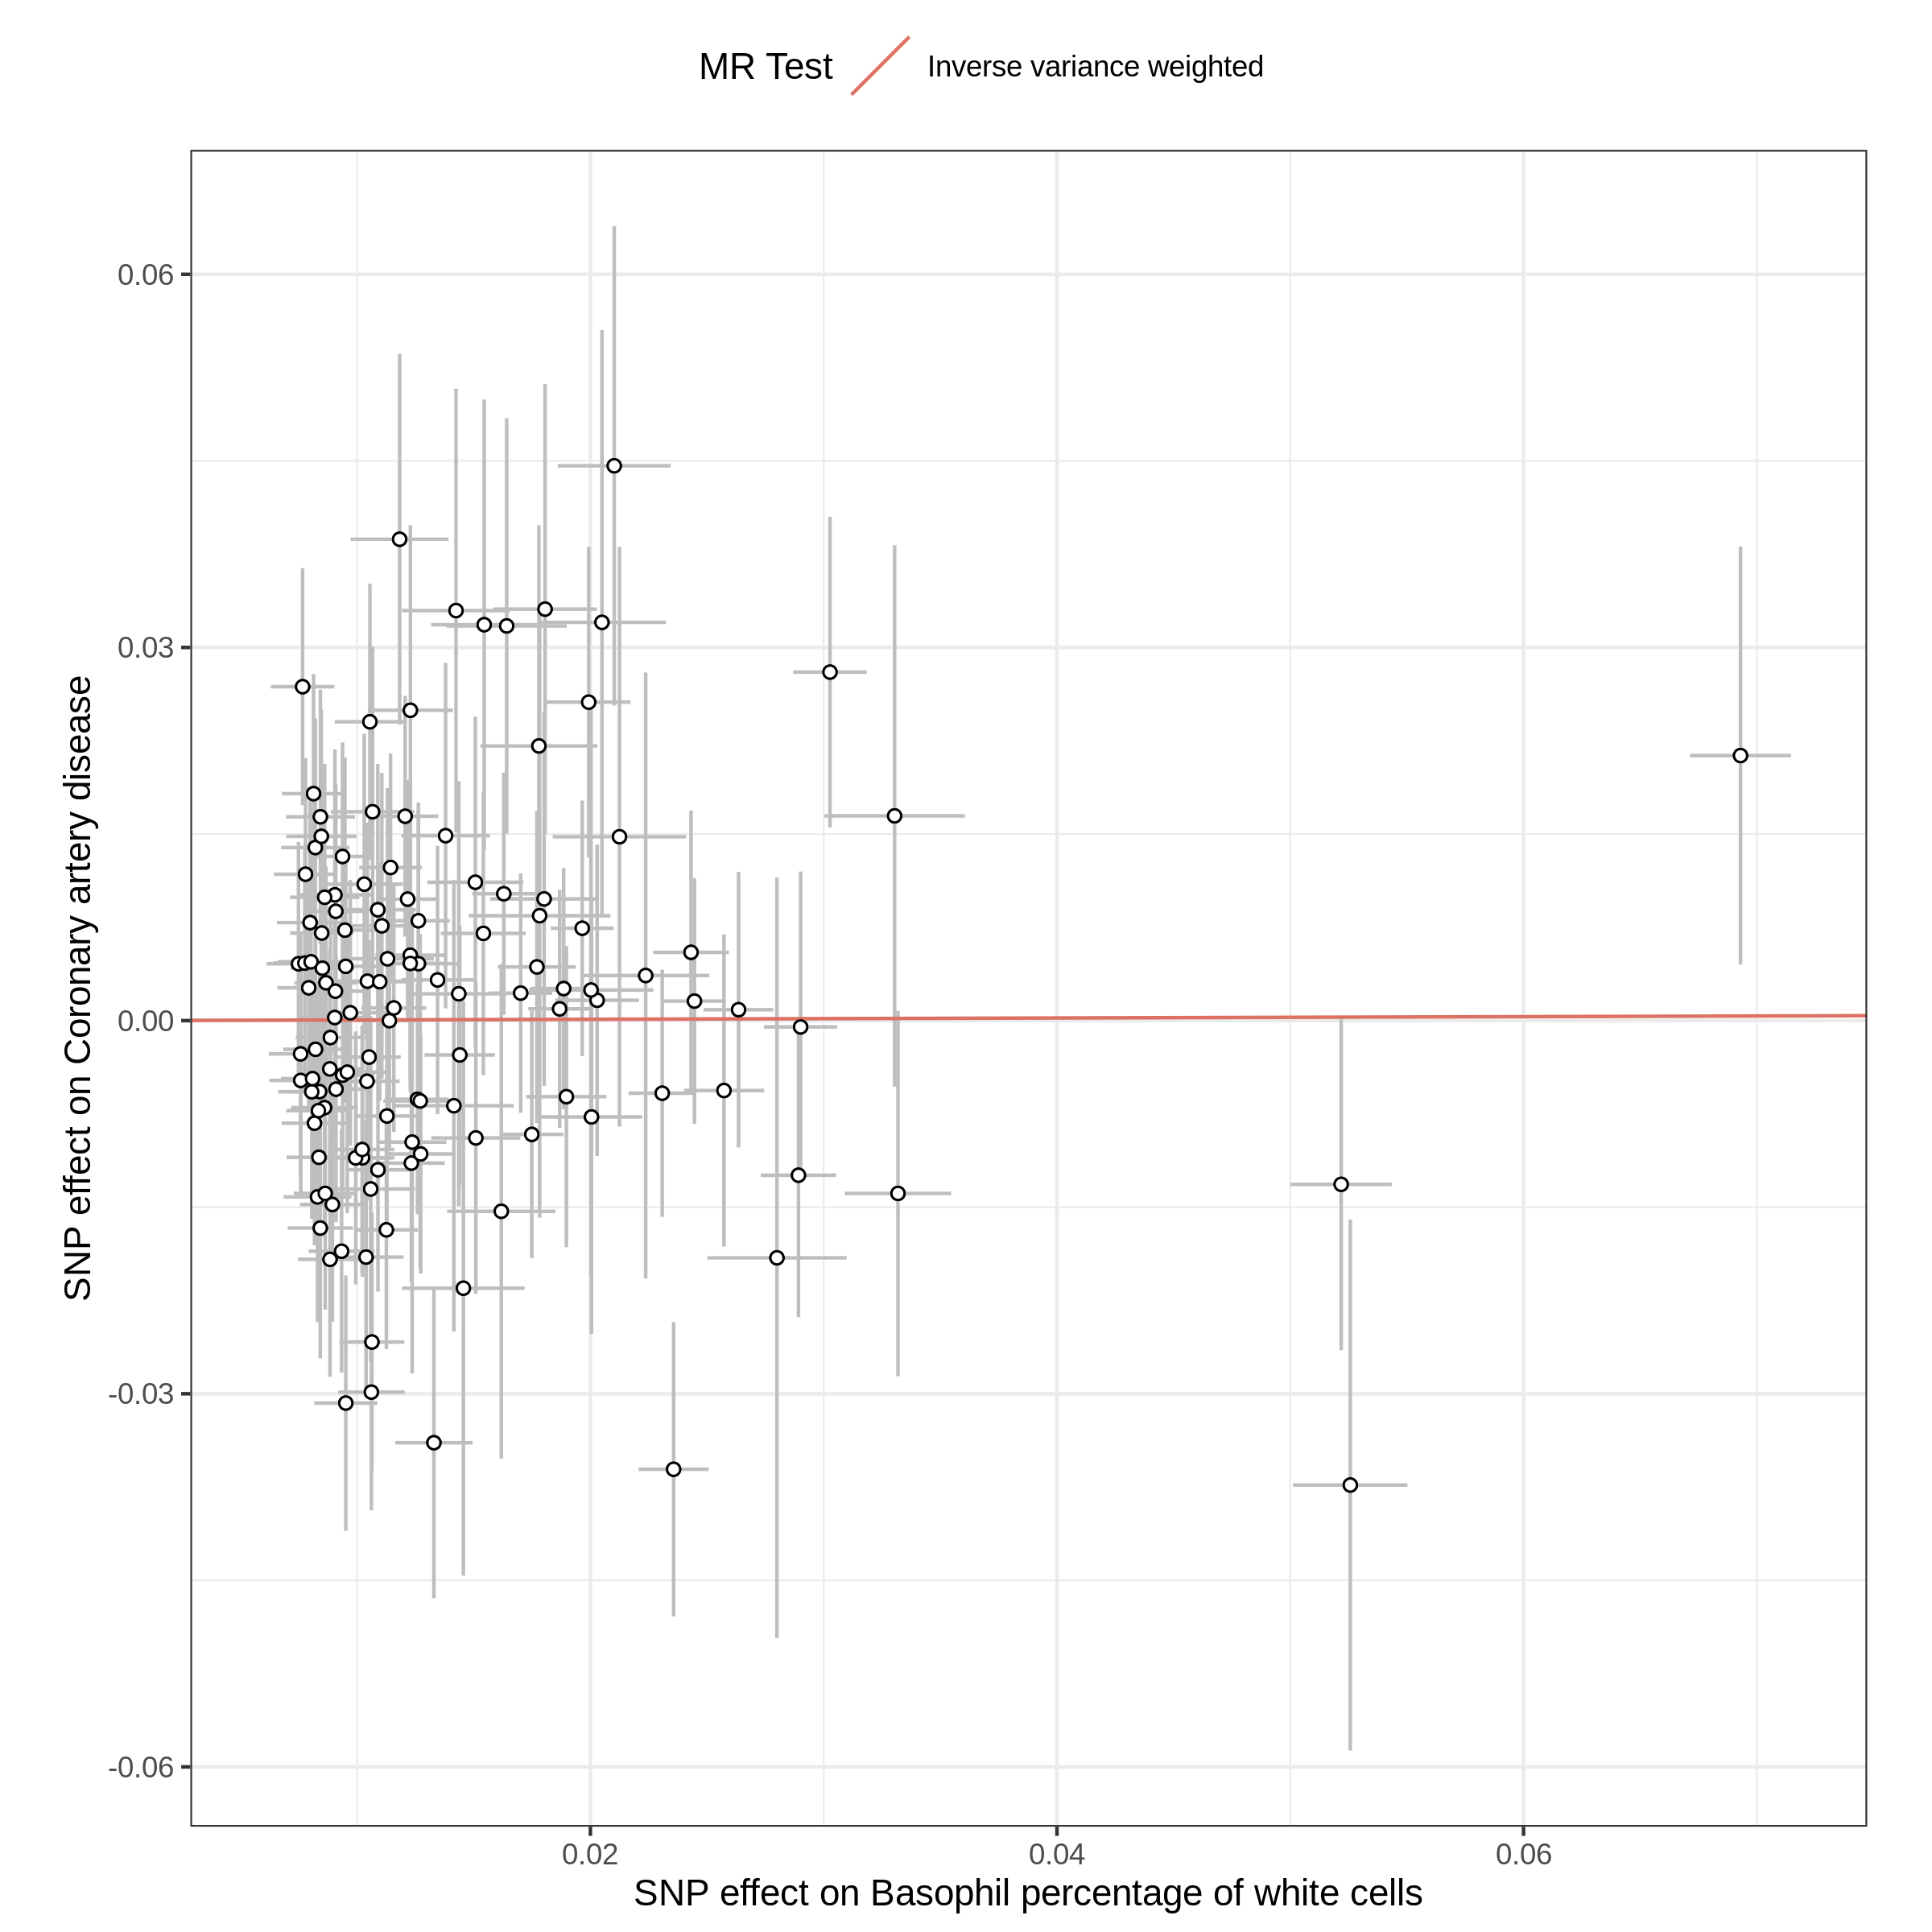 MR Test Inverse variance weighted
0.06
0.03
0.00
-0.03
-0.06
SNP effect on Coronary artery disease
0.02 0.04 0.06
SNP effect on Basophil percentage of white cells